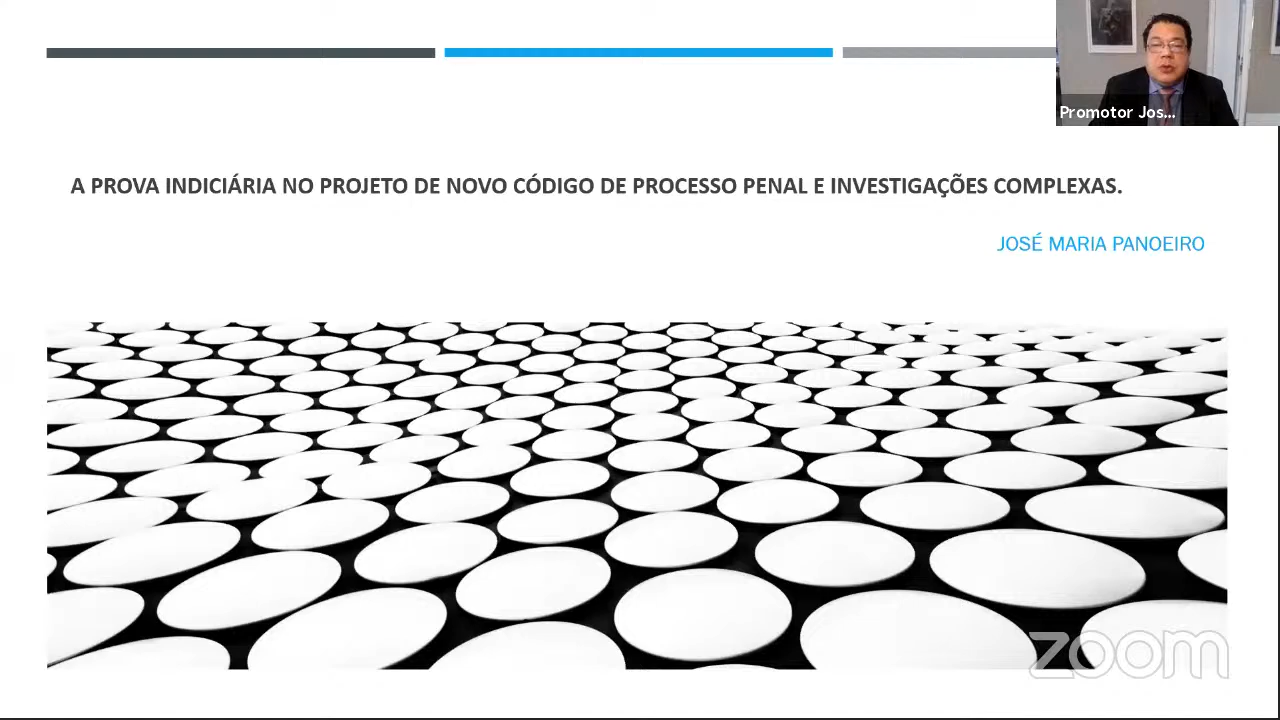 Promotor Jos...
A PROVA INDICIÁRIA NO PROJETO DE NOVO CÓDIGO DE PROCESSO PENAL E INVESTIGAÇÕES COMPLEXAS.
JOSÉ MARIA PANOEIRO
zoom